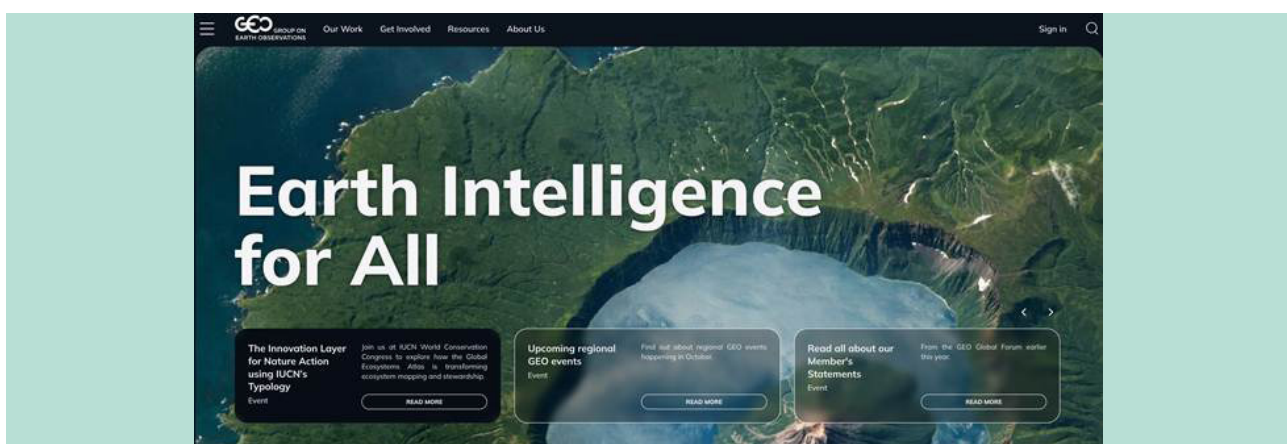 GEO GROUP ON
EARTH OBSERVATIONS
Our Work
Get Involved
Resources
About Us
Sign in
Earth Intelligence
for All
The Innovation Layer
for Nature Action
using IUCN's
Typology
Event
Join us at IUCN World Conservation
Congress to explore how the Global
Ecosystems Atlas is transforming
ecosystem mapping and stewardship.
READ MORE
Upcoming regional
GEO events
Event
Find out about regional GEO events
happening in October.
READ MORE
Read all about our
Member's
Statements
Event
From the GEO Global Forum earlier
this year.
READ MORE